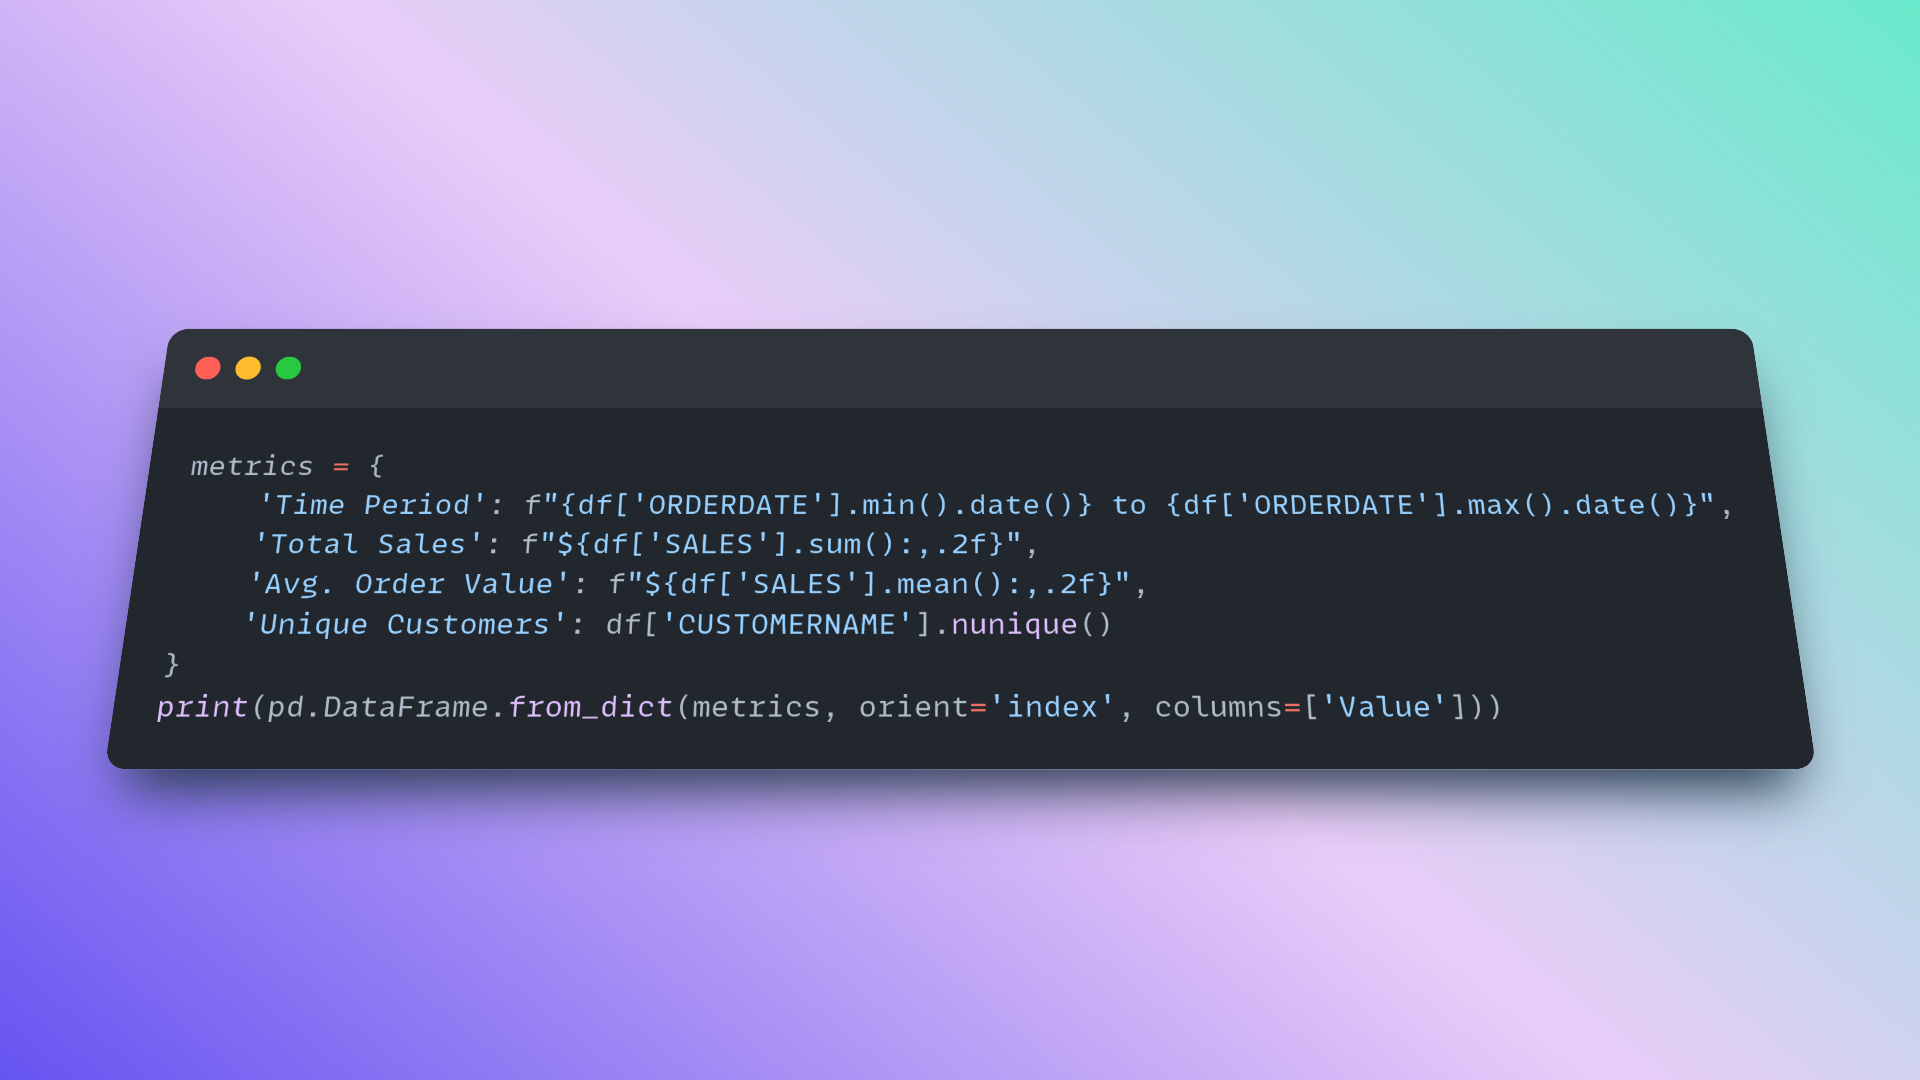 metrics = {
    'Time Period': f"{df['ORDERDATE'].min().date()} to {df['ORDERDATE'].max().date()}",
    'Total Sales': f"${df['SALES'].sum():,.2f}",
    'Avg. Order Value': f"${df['SALES'].mean():,.2f}",
    'Unique Customers': df['CUSTOMERNAME'].nunique()
}
print(pd.DataFrame.from_dict(metrics, orient='index', columns=['Value']))